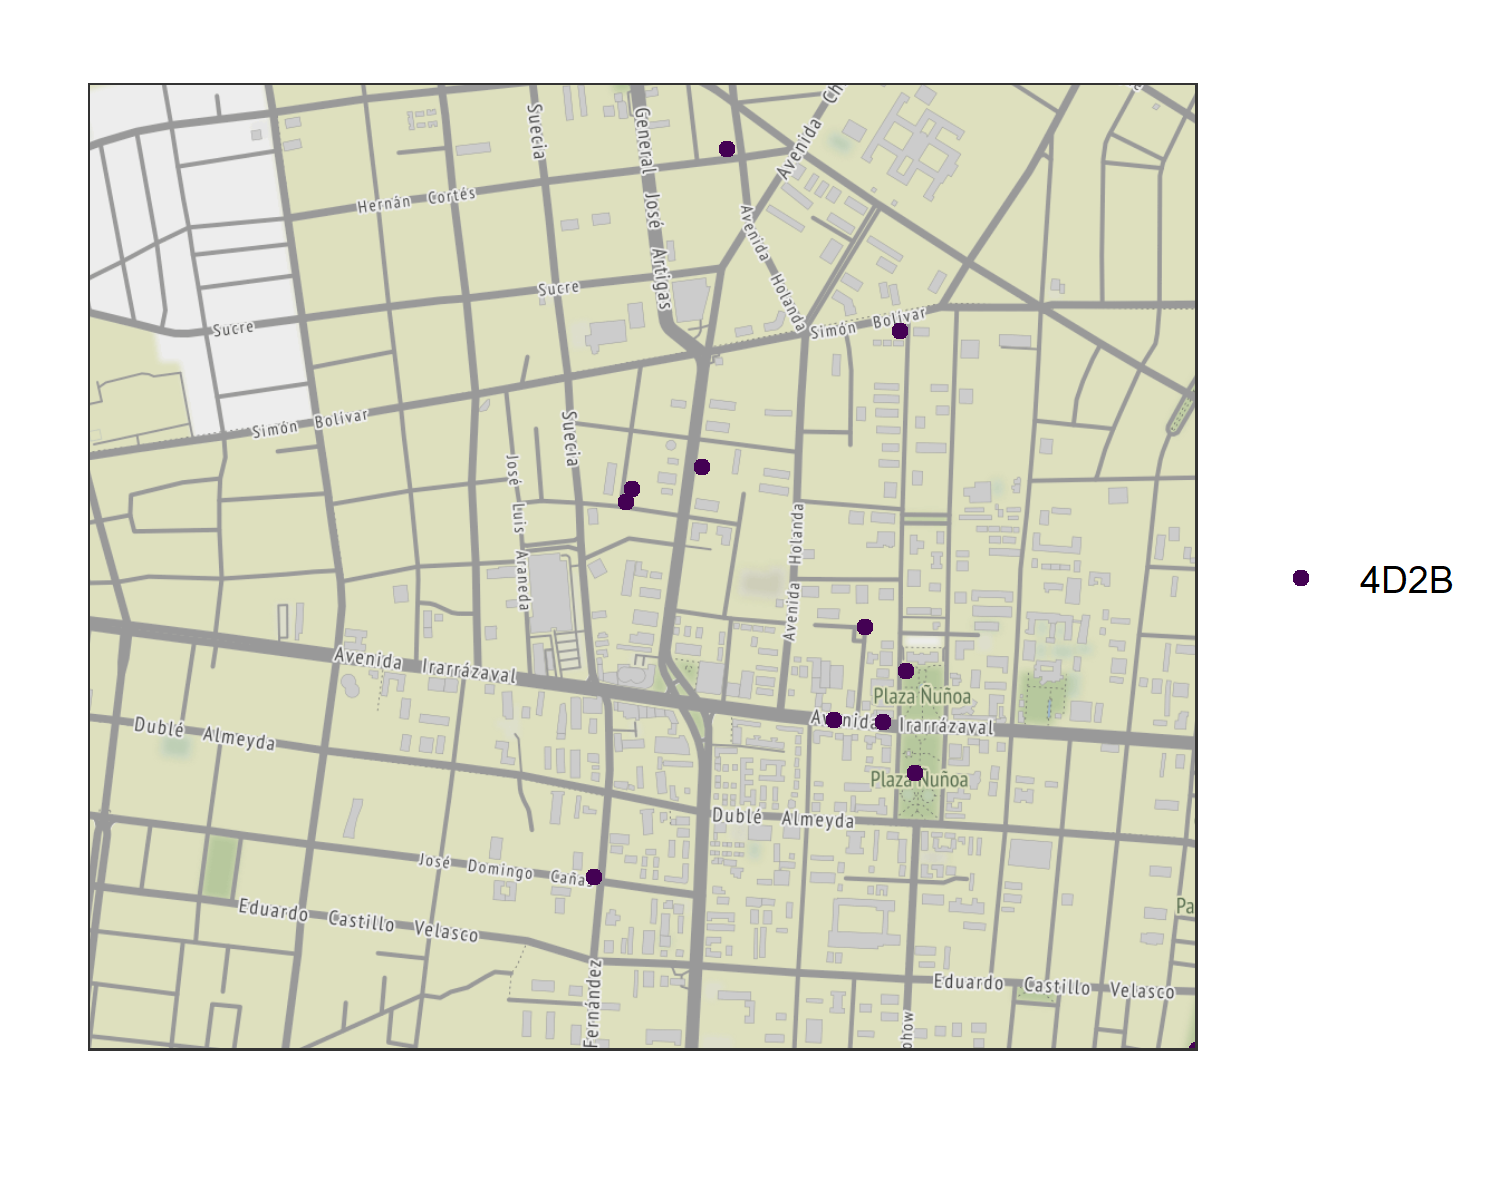 Suecia
General José Artigas
Avenida Ch
Hernán Cortés
Avenida Holanda
Sucre
Sucre
Simón Bolívar
Simón Bolívar
Suecia
José Luis Araneda
Avenida Holanda
4D2B
Avenida Irarrázaval
Plaza Ñuñoa
Avenida Irarrázaval
Dublé Almeyda
Plaza Ñuñoa
Dublé Almeyda
José Domingo Cañas
Pa
Eduardo Castillo Velasco
Eduardo Castillo Velasco
Fernández
ohow